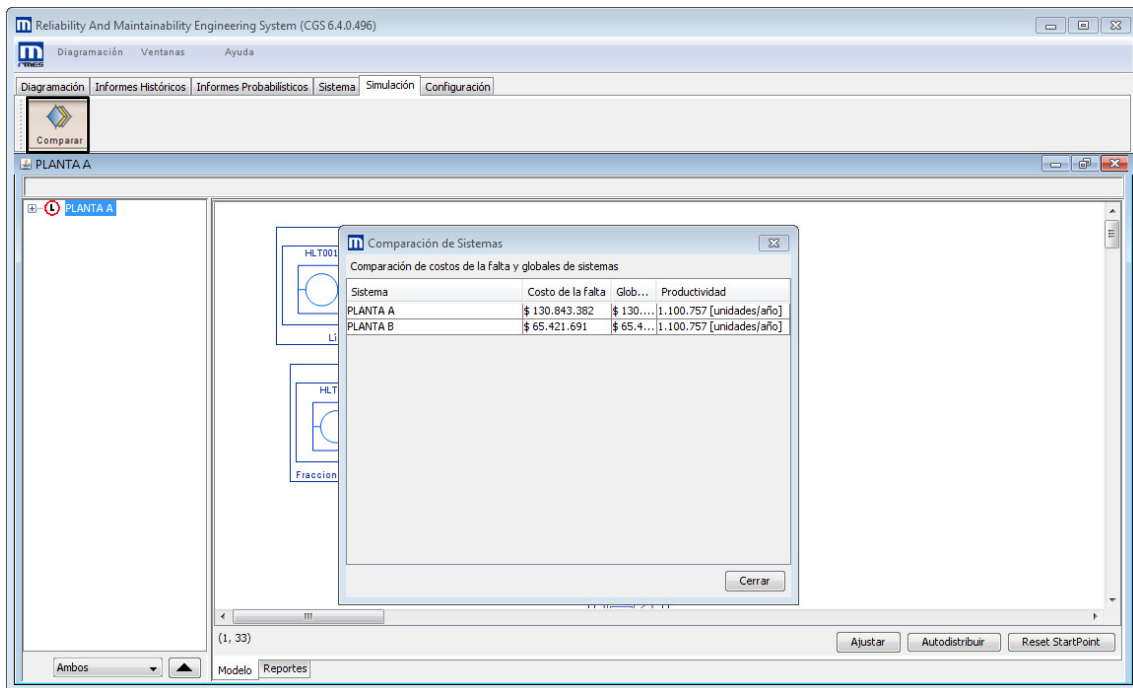 Reliability And Maintainability Engineering System (CGS 6.4.0.496)
rmes Diagramación Ventanas Ayuda
Diagramación Informes Históricos Informes Probabilísticos Sistema Simulación Configuración
Comparar
PLANTA A
PLANTA A
HLT001
Lí
HLT
Fraccion
Comparación de Sistemas
Comparación de costos de la falta y globales de sistemas
Sistema Costo de la falta Glob... Productividad
PLANTA A $ 130.843.382 $ 130.... 1.100.757 [unidades/año]
PLANTA B $ 65.421.691 $ 65.4... 1.100.757 [unidades/año]
Cerrar
(1, 33)
Ajustar Autodistribuir Reset StartPoint
Ambos
Modelo Reportes